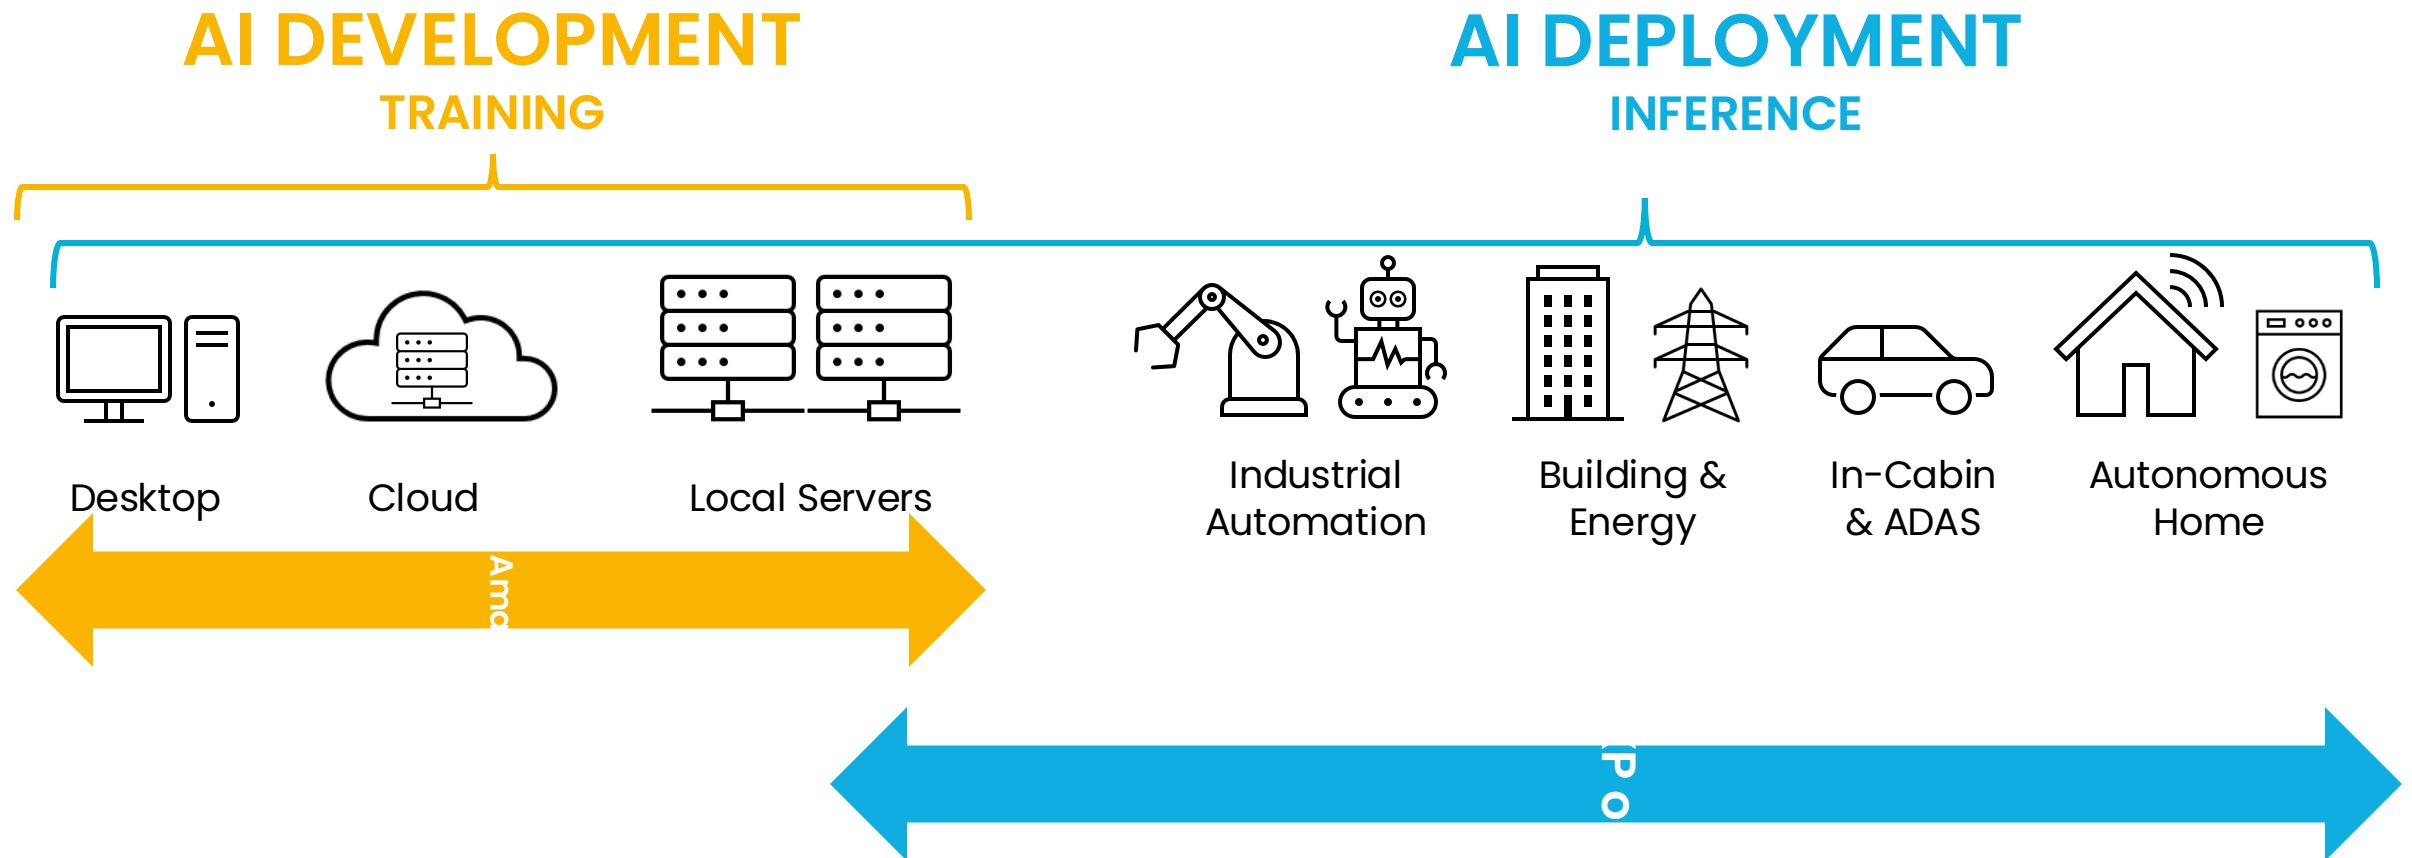 AI DEVELOPMENT
TRAINING
AI DEPLOYMENT
INFERENCE
Desktop
Cloud
Local Servers
Industrial
Automation
Building &
Energy
In-Cabin
& ADAS
Autonomous
Home